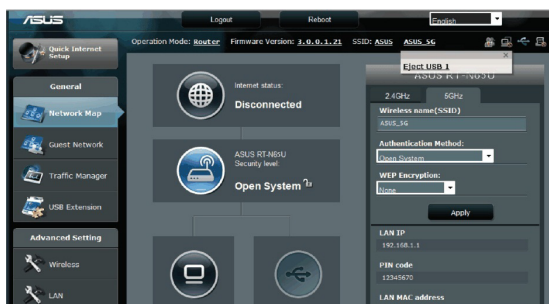 ASUS Logout Reboot English
Quick Internet Setup
Operation Mode: Router Firmware Version: 3.0.0.1.21 SSID: ASUS ASUS_5G
Eject USB 1
General
Network Map
Guest Network
Traffic Manager
USB Extension
Advanced Setting
Wireless
LAN
Internet status:
Disconnected
ASUS RT-N65U
Security level:
Open System
ASUS RT-N65U
2.4GHz 5GHz
Wireless name(SSID)
ASUS_5G
Authentication Method:
Open System
WEP Encryption:
None
Apply
LAN IP
192.168.1.1
PIN code
12345670
LAN MAC address